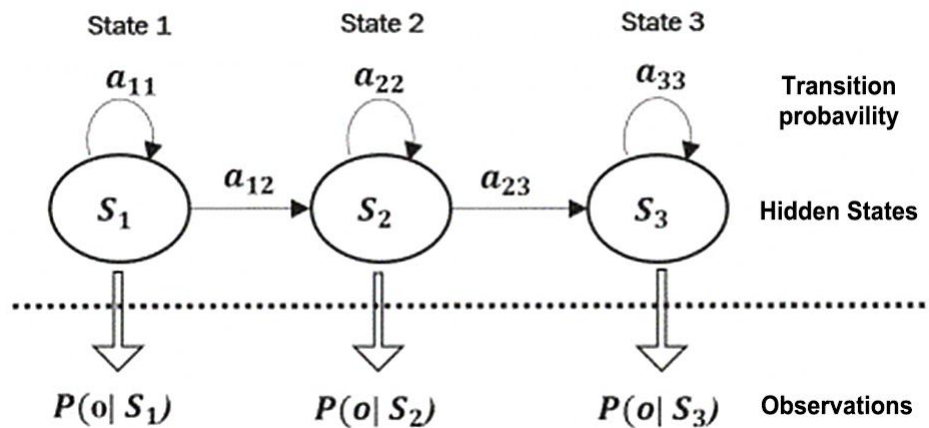 State 1 State 2 State 3
a₁₁ a₂₂ a₃₃
Transition
probavility
a₁₂ a₂₃
S₁ S₂ S₃ Hidden States
P(o| S₁) P(o| S₂) P(o| S₃) Observations